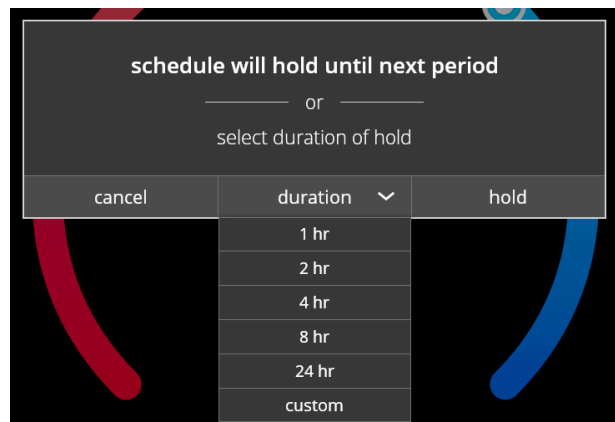 schedule will hold until next period
or
select duration of hold
cancel duration hold
1 hr
2 hr
4 hr
8 hr
24 hr
custom